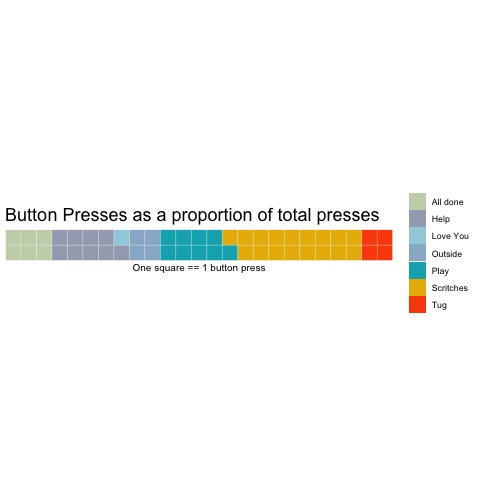 Button Presses as a proportion of total presses
One square == 1 button press
All done
Help
Love You
Outside
Play
Scritches
Tug